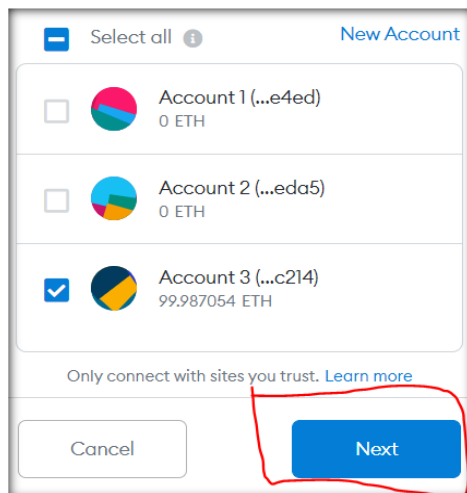 Select all
New Account
Account 1 (...e4ed)
0 ETH
Account 2 (...eda5)
0 ETH
Account 3 (...c214)
99.987054 ETH
Only connect with sites you trust. Learn more
Cancel
Next